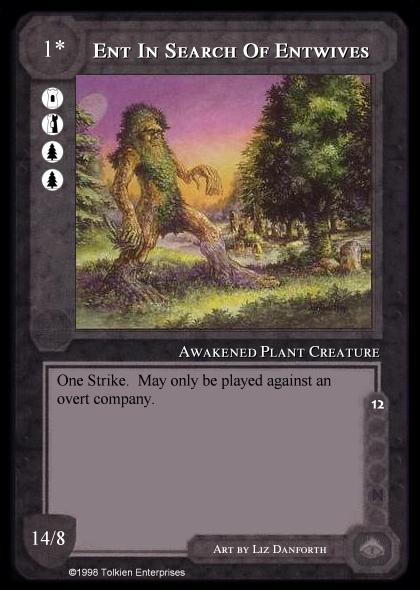 1*
Ent In Search Of Entwives
Awakened Plant Creature
One Strike. May only be played against an
overt company.
12
14/8
Art by Liz Danforth
©1998 Tolkien Enterprises